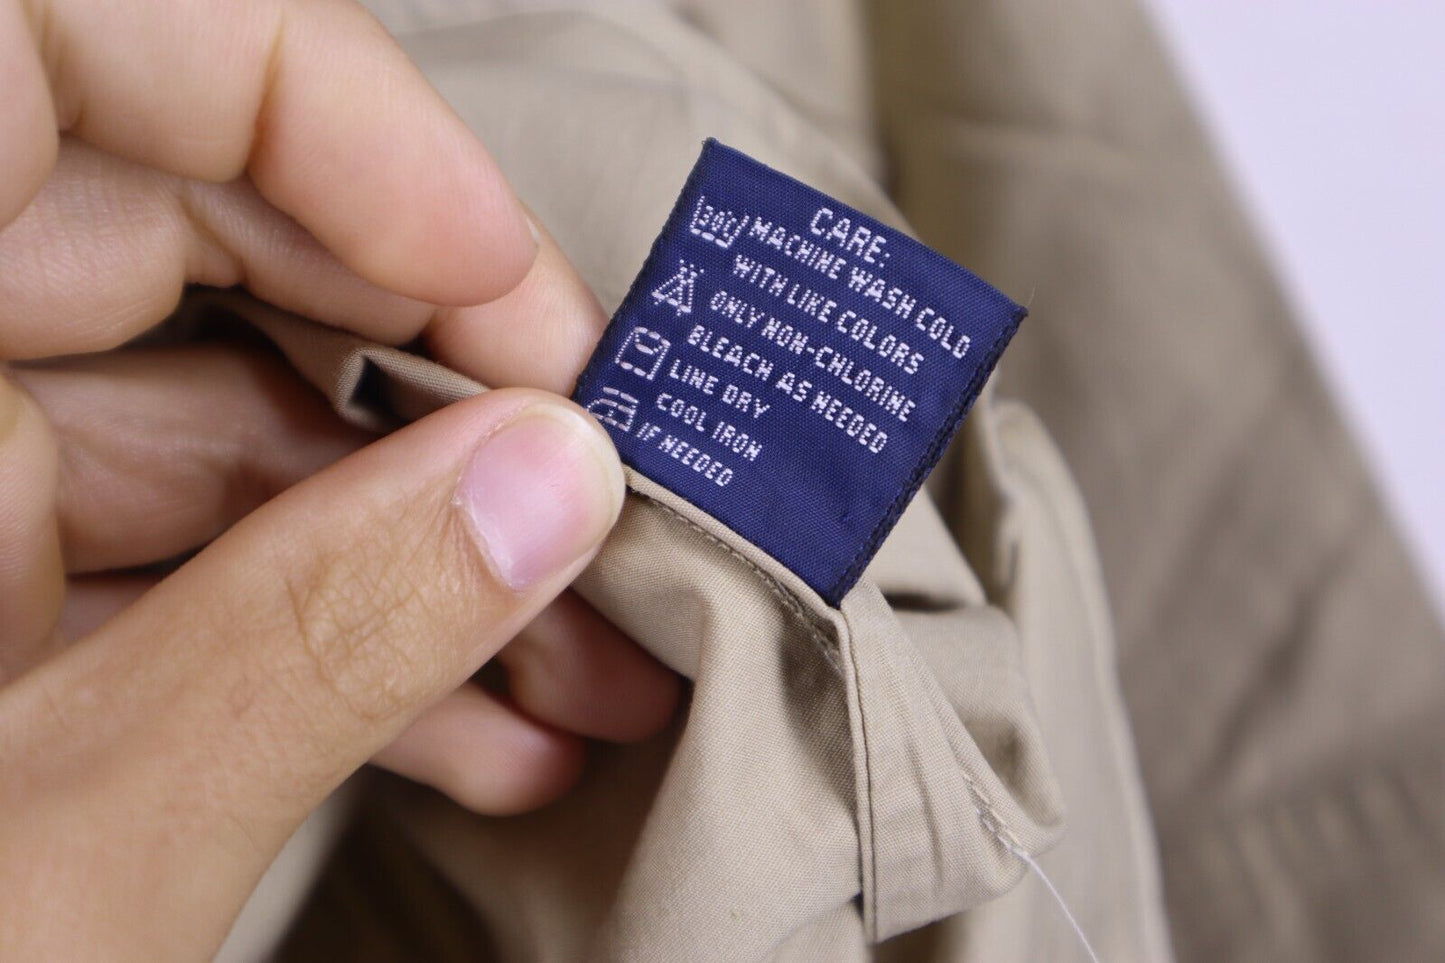 CARE:
30C MACHINE WASH COLD
WITH LIKE COLORS
ONLY NON-CHLORINE
BLEACH AS NEEDED
LINE DRY
COOL IRON
IF NEEDED